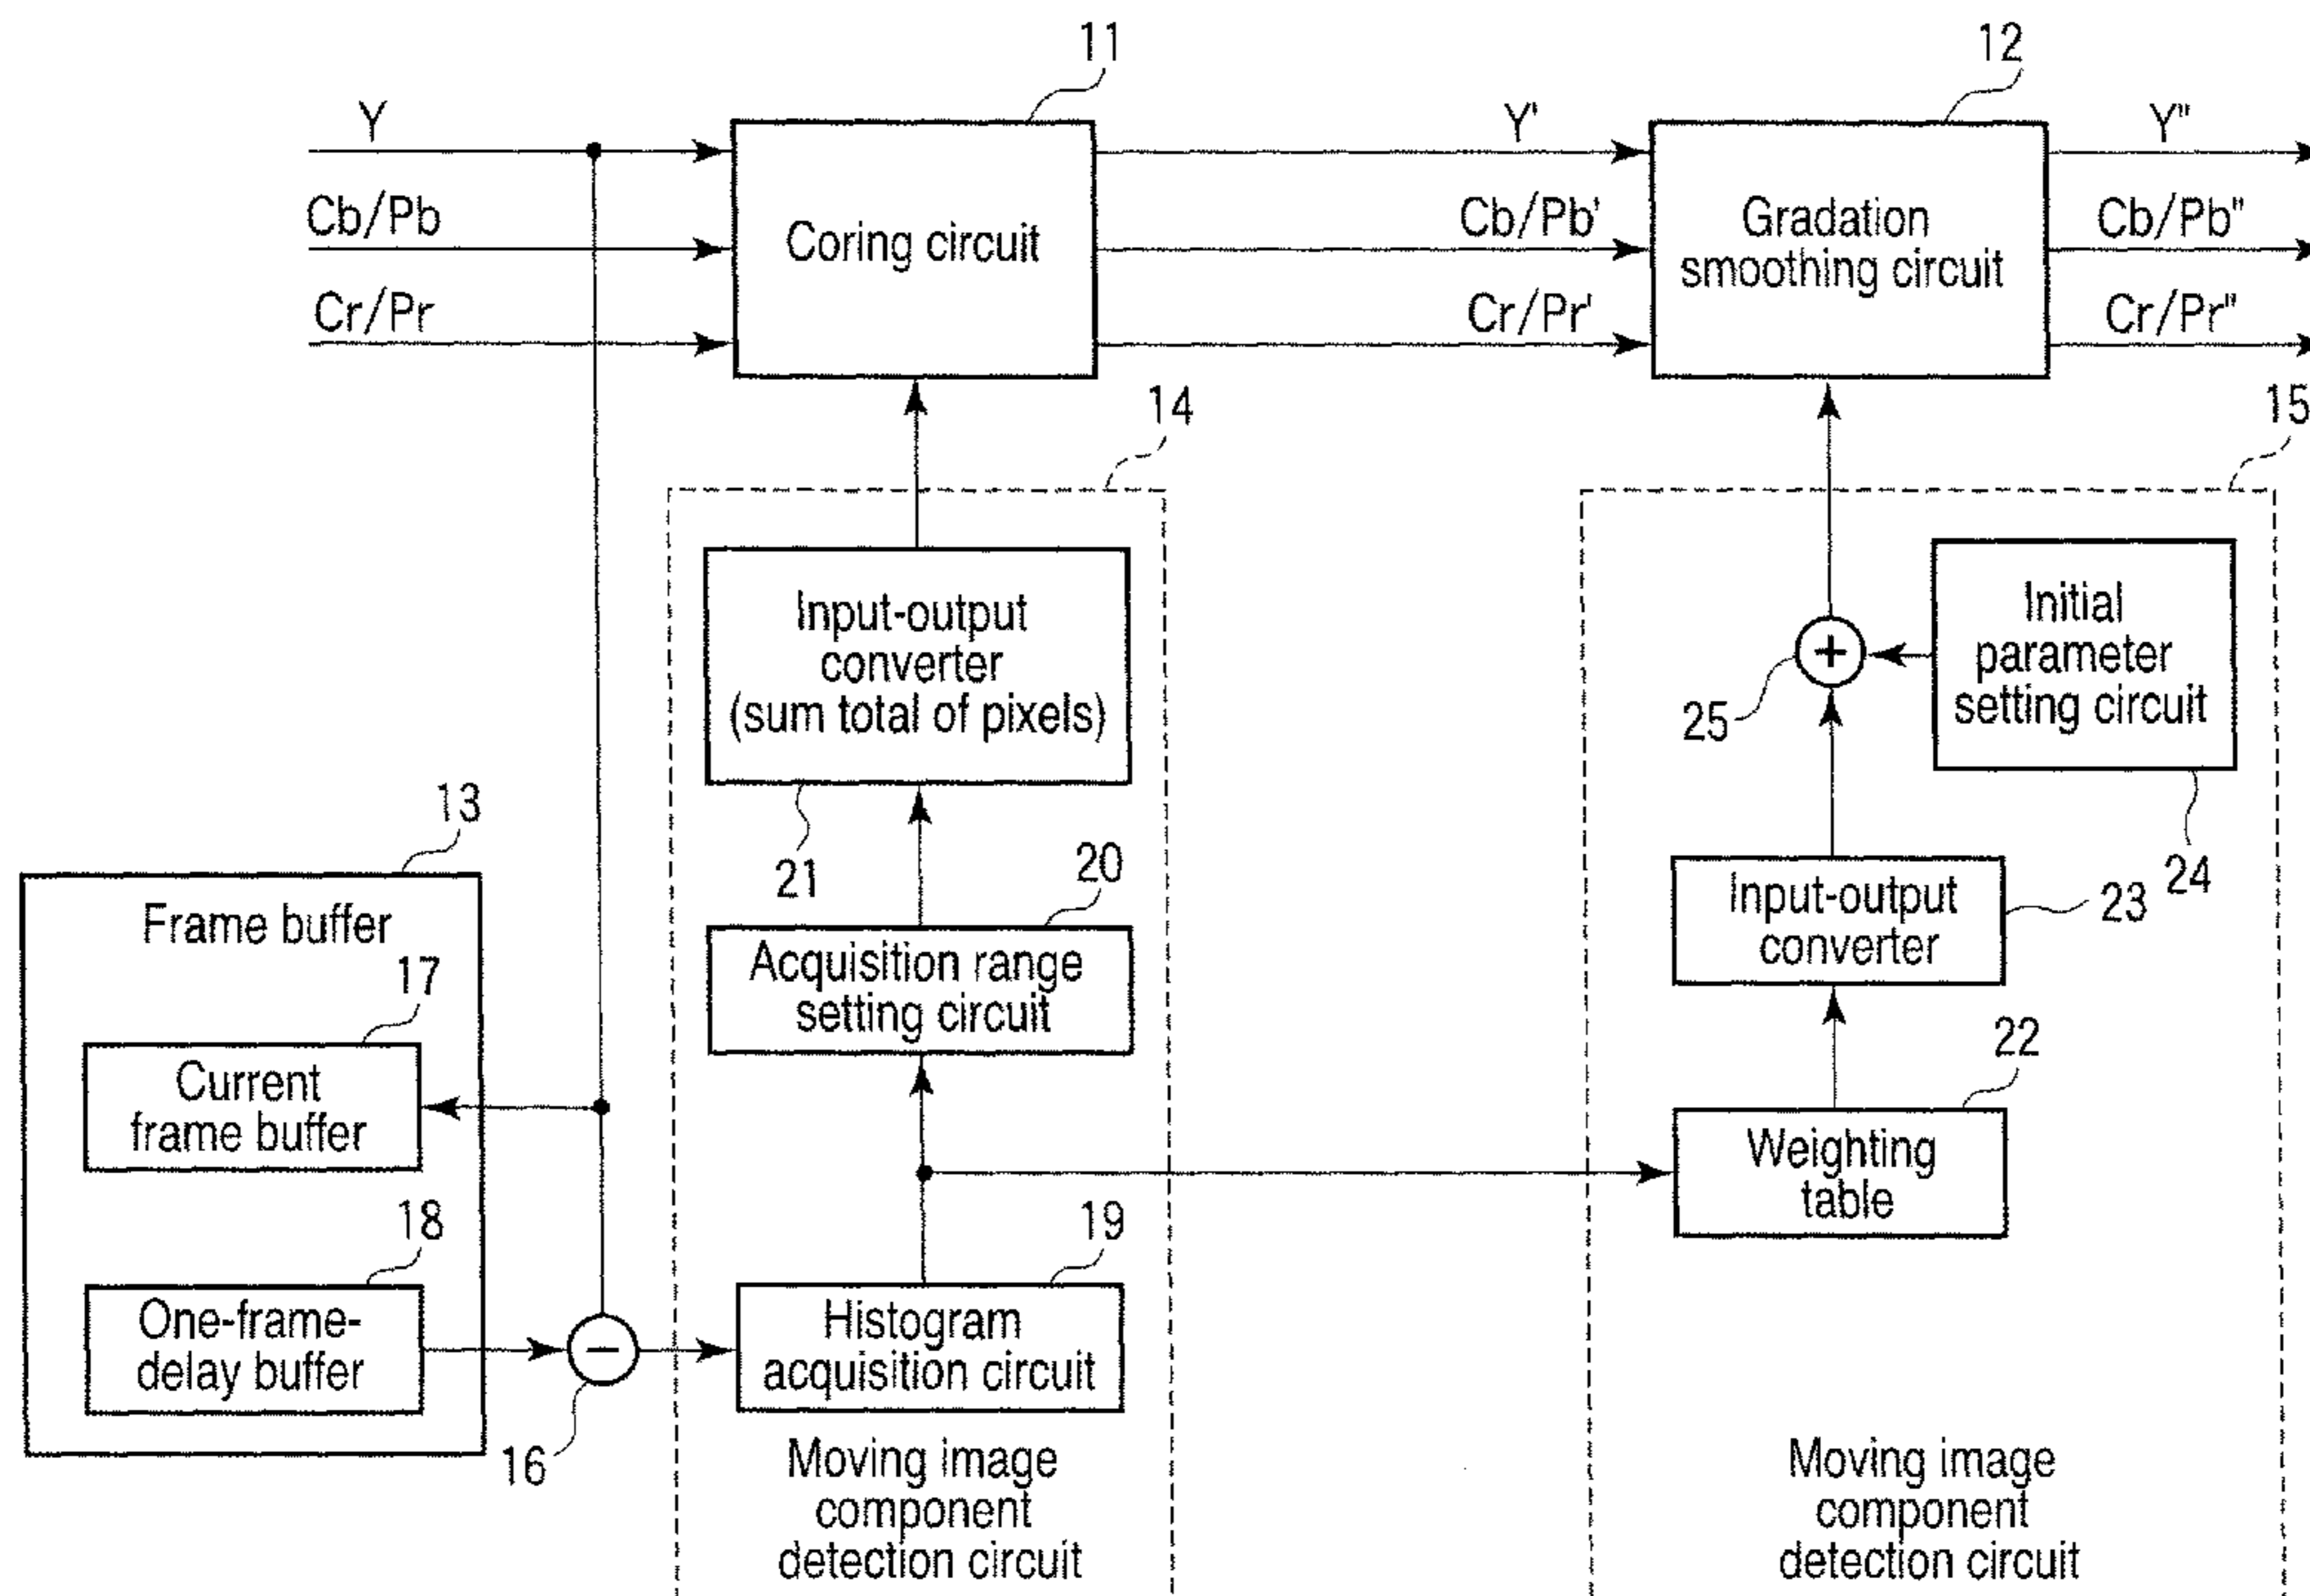 11
12
Y
Y'
Y"
Cb/Pb
Cb/Pb'
Cb/Pb"
Cr/Pr
Cr/Pr'
Cr/Pr"
Coring circuit
Gradation
smoothing circuit
14
15
Input-output
converter
(sum total of pixels)
21
Initial
parameter
setting circuit
24
+
25
13
Frame buffer
17
Current
frame buffer
18
One-frame-
delay buffer
−
16
20
Acquisition range
setting circuit
19
Histogram
acquisition circuit
Moving image
component
detection circuit
Input-output
converter
23
22
Weighting
table
Moving image
component
detection circuit